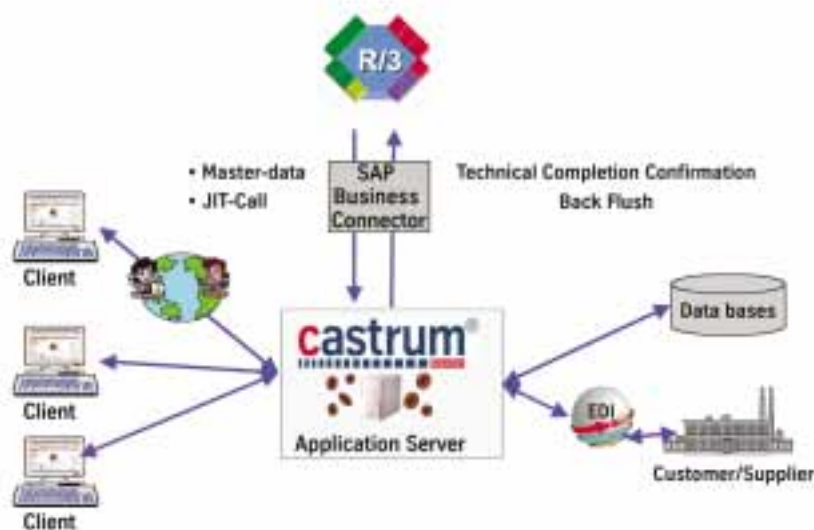 R/3
• Master-data
• JIT-Call
SAP
Business
Connector
Technical Completion Confirmation
Back Flush
Client
Client
Client
castrum®
Application Server
Data bases
EDI
Customer/Supplier